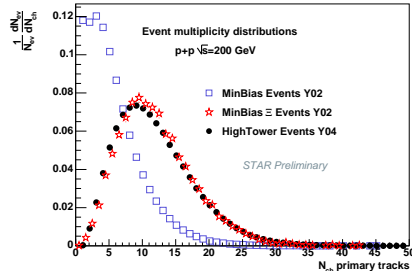 1/N_ev dN_ev/dN_ch
Event multiplicity distributions
p+p √s=200 GeV
MinBias Events Y02
MinBias Ξ Events Y02
HighTower Events Y04
STAR Preliminary
0.12
0.1
0.08
0.06
0.04
0.02
0
0 5 10 15 20 25 30 35 40 45 50
N_ch primary tracks